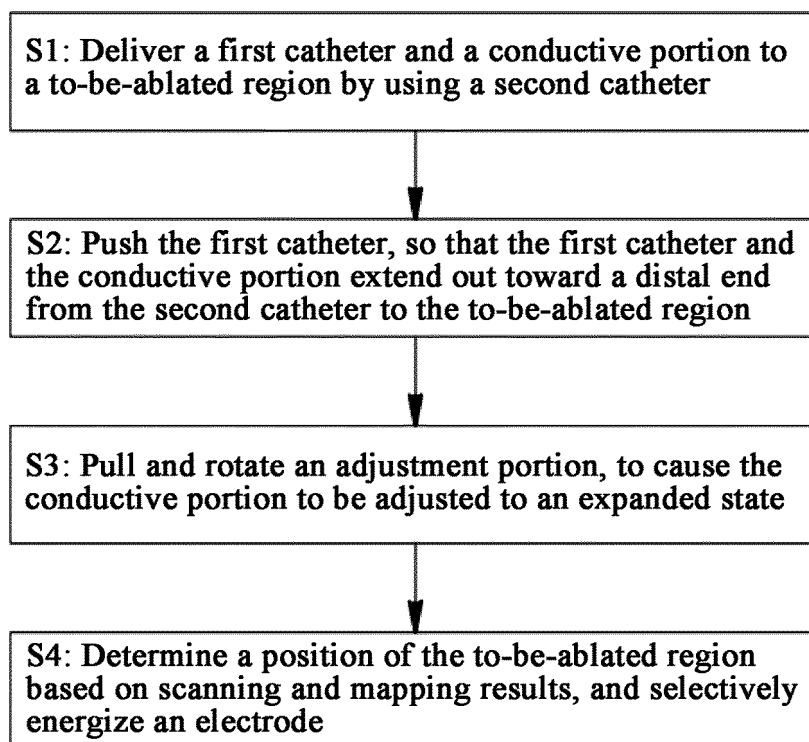 S1: Deliver a first catheter and a conductive portion to
a to-be-ablated region by using a second catheter
S2: Push the first catheter, so that the first catheter and
the conductive portion extend out toward a distal end
from the second catheter to the to-be-ablated region
S3: Pull and rotate an adjustment portion, to cause the
conductive portion to be adjusted to an expanded state
S4: Determine a position of the to-be-ablated region
based on scanning and mapping results, and selectively
energize an electrode